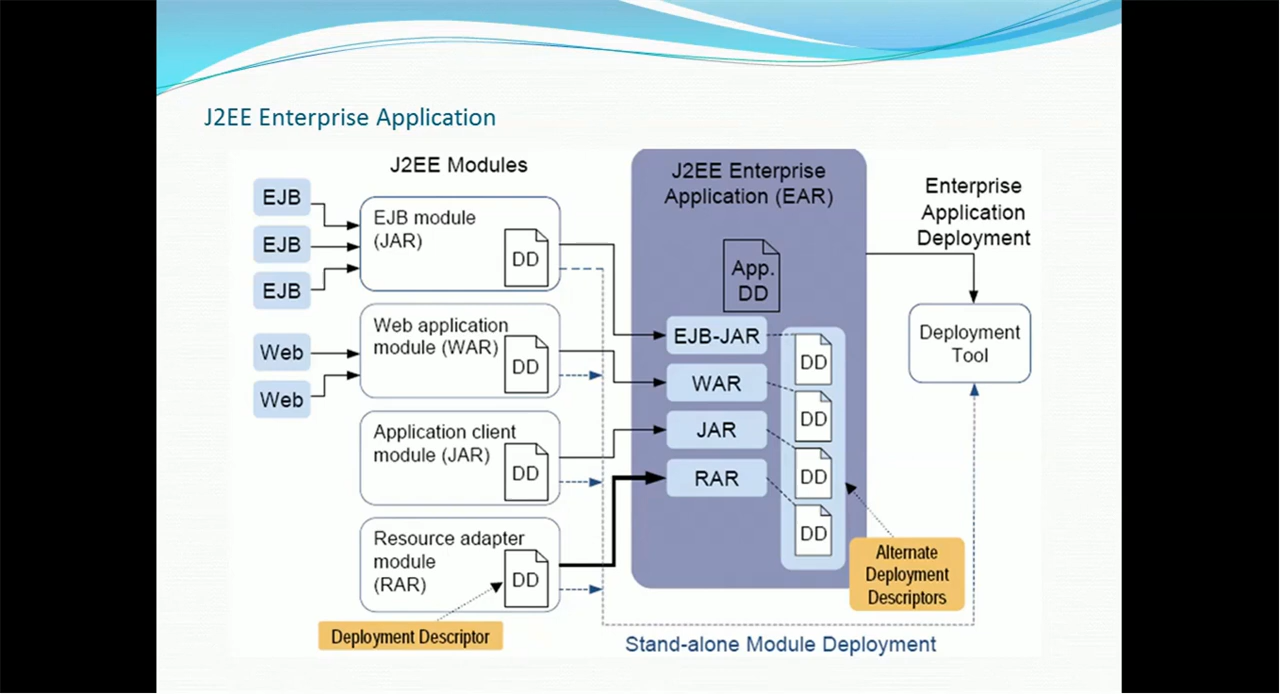 J2EE Enterprise Application
J2EE Modules
EJB
EJB
EJB
Web
Web
EJB module
(JAR)
DD
Web application
module (WAR)
DD
Application client
module (JAR)
DD
Resource adapter
module
(RAR)
DD
Deployment Descriptor
J2EE Enterprise
Application (EAR)
App.
DD
EJB-JAR
WAR
JAR
RAR
DD
DD
DD
DD
Enterprise
Application
Deployment
Deployment
Tool
Alternate
Deployment
Descriptors
Stand-alone Module Deployment